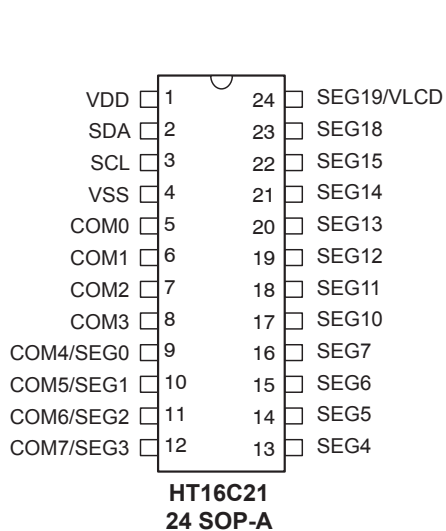 VDD 1 24 SEG19/VLCD
SDA 2 23 SEG18
SCL 3 22 SEG15
VSS 4 21 SEG14
COM0 5 20 SEG13
COM1 6 19 SEG12
COM2 7 18 SEG11
COM3 8 17 SEG10
COM4/SEG0 9 16 SEG7
COM5/SEG1 10 15 SEG6
COM6/SEG2 11 14 SEG5
COM7/SEG3 12 13 SEG4
HT16C21
24 SOP-A